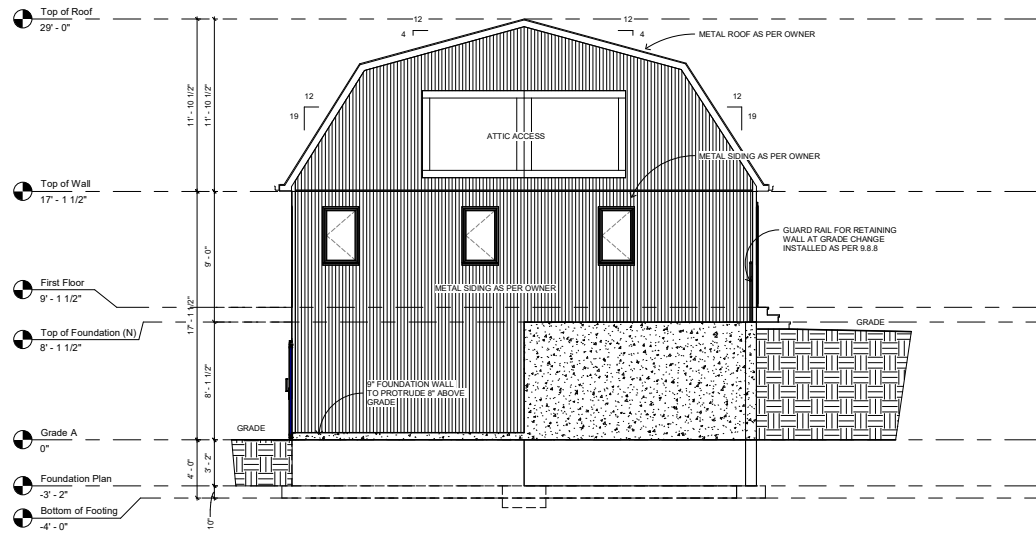 Top of Roof
29' - 0"
12
4
12
4
METAL ROOF AS PER OWNER
11' - 10 1/2"
11' - 10 1/2"
12
19
12
19
ATTIC ACCESS
METAL SIDING AS PER OWNER
Top of Wall
17' - 1 1/2"
GUARD RAIL FOR RETAINING
WALL AT GRADE CHANGE
INSTALLED AS PER 9.8.8
9' - 0"
First Floor
9' - 1 1/2"
METAL SIDING AS PER OWNER
17' - 1 1/2"
Top of Foundation (N)
8' - 1 1/2"
GRADE
8' - 1 1/2"
9" FOUNDATION WALL
TO PROTRUDE 8" ABOVE
GRADE
GRADE
Grade A
0"
4' - 0"
3' - 2"
Foundation Plan
-3' - 2"
Bottom of Footing
-4' - 0"
10"